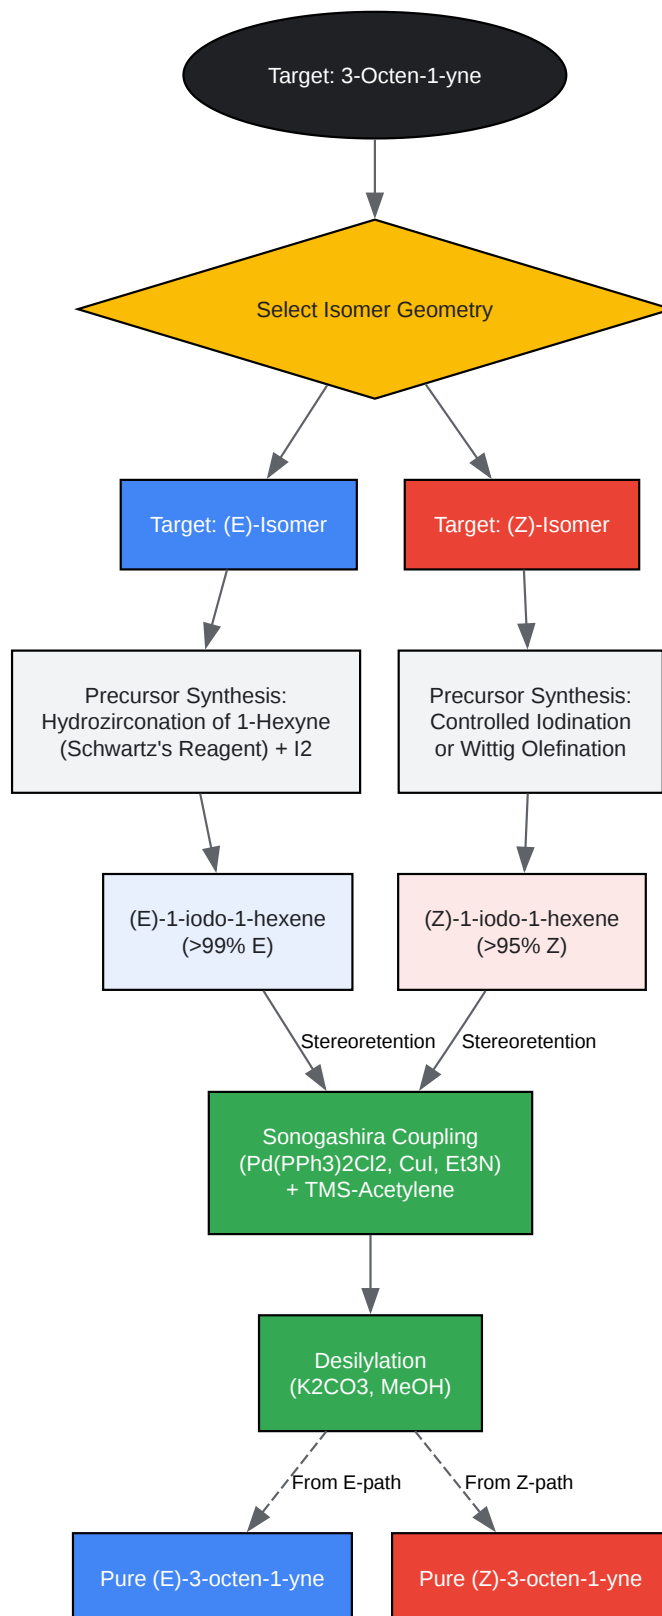 Target: 3-Octen-1-yne
Select Isomer Geometry
Target: (E)-Isomer
Target: (Z)-Isomer
Precursor Synthesis:
Hydrozirconation of 1-Hexyne
(Schwartz's Reagent) + I2
Precursor Synthesis:
Controlled Iodination
or Wittig Olefination
(E)-1-iodo-1-hexene
(>99% E)
(Z)-1-iodo-1-hexene
(>95% Z)
Stereoretention
Stereoretention
Sonogashira Coupling
(Pd(PPh3)2Cl2, CuI, Et3N)
+ TMS-Acetylene
Desilylation
(K2CO3, MeOH)
From E-path
From Z-path
Pure (E)-3-octen-1-yne
Pure (Z)-3-octen-1-yne